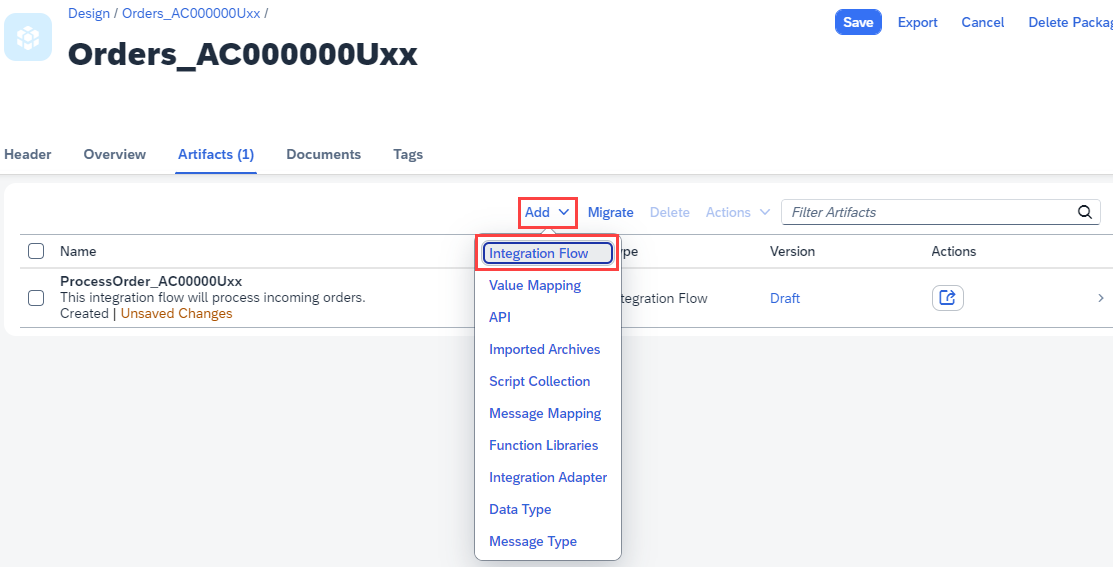 Design / Orders_AC000000Uxx /
Orders_AC000000Uxx
Save Export Cancel Delete Packag
Header Overview Artifacts (1) Documents Tags
Add Migrate Delete Actions Filter Artifacts
Name ype Version Actions
ProcessOrder_AC00000Uxx
This integration flow will process incoming orders.
Created | Unsaved Changes
tegration Flow Draft
Integration Flow
Value Mapping
API
Imported Archives
Script Collection
Message Mapping
Function Libraries
Integration Adapter
Data Type
Message Type